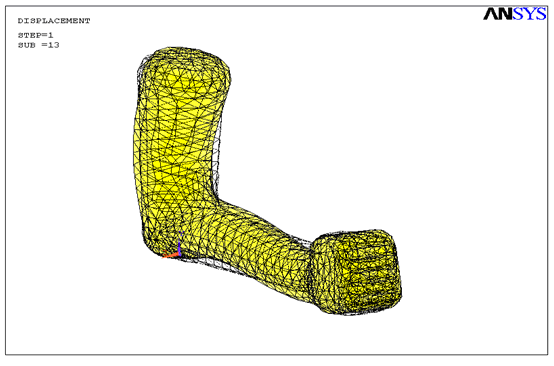 DISPLACEMENT
ANSYS
STEP=1
SUB =13